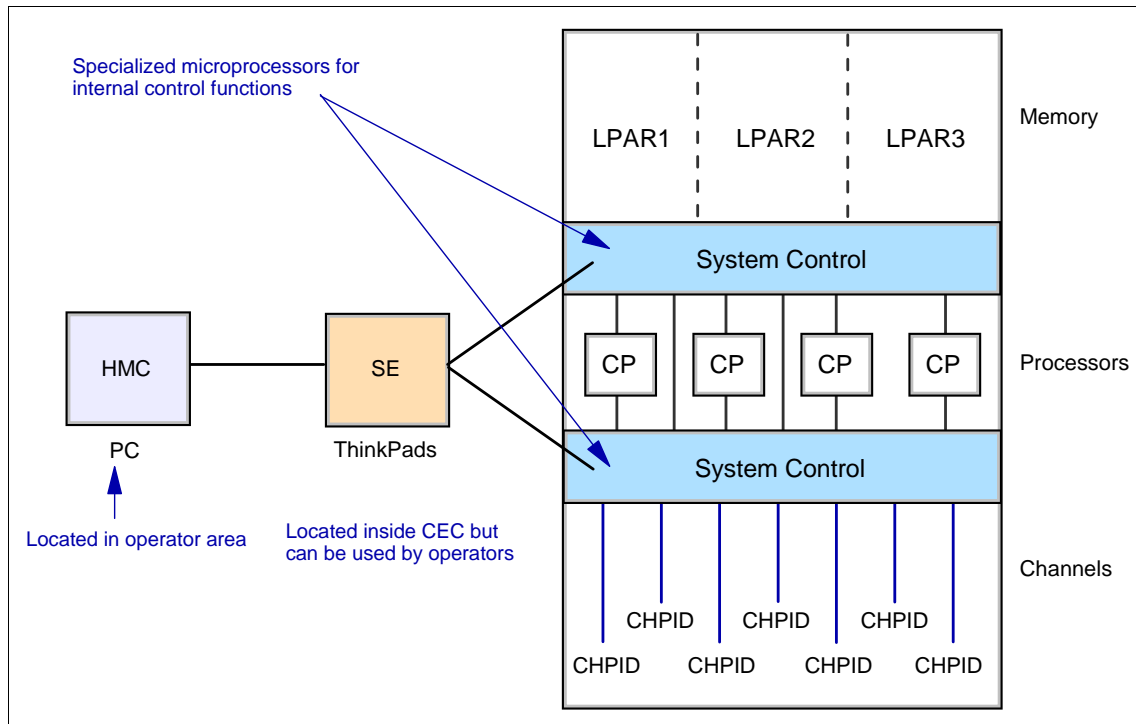 Specialized microprocessors for
internal control functions
LPAR1
LPAR2
LPAR3
Memory
System Control
HMC
SE
CP
CP
CP
CP
Processors
PC
ThinkPads
System Control
Located in operator area
Located inside CEC but
can be used by operators
Channels
CHPID
CHPID
CHPID
CHPID
CHPID
CHPID
CHPID